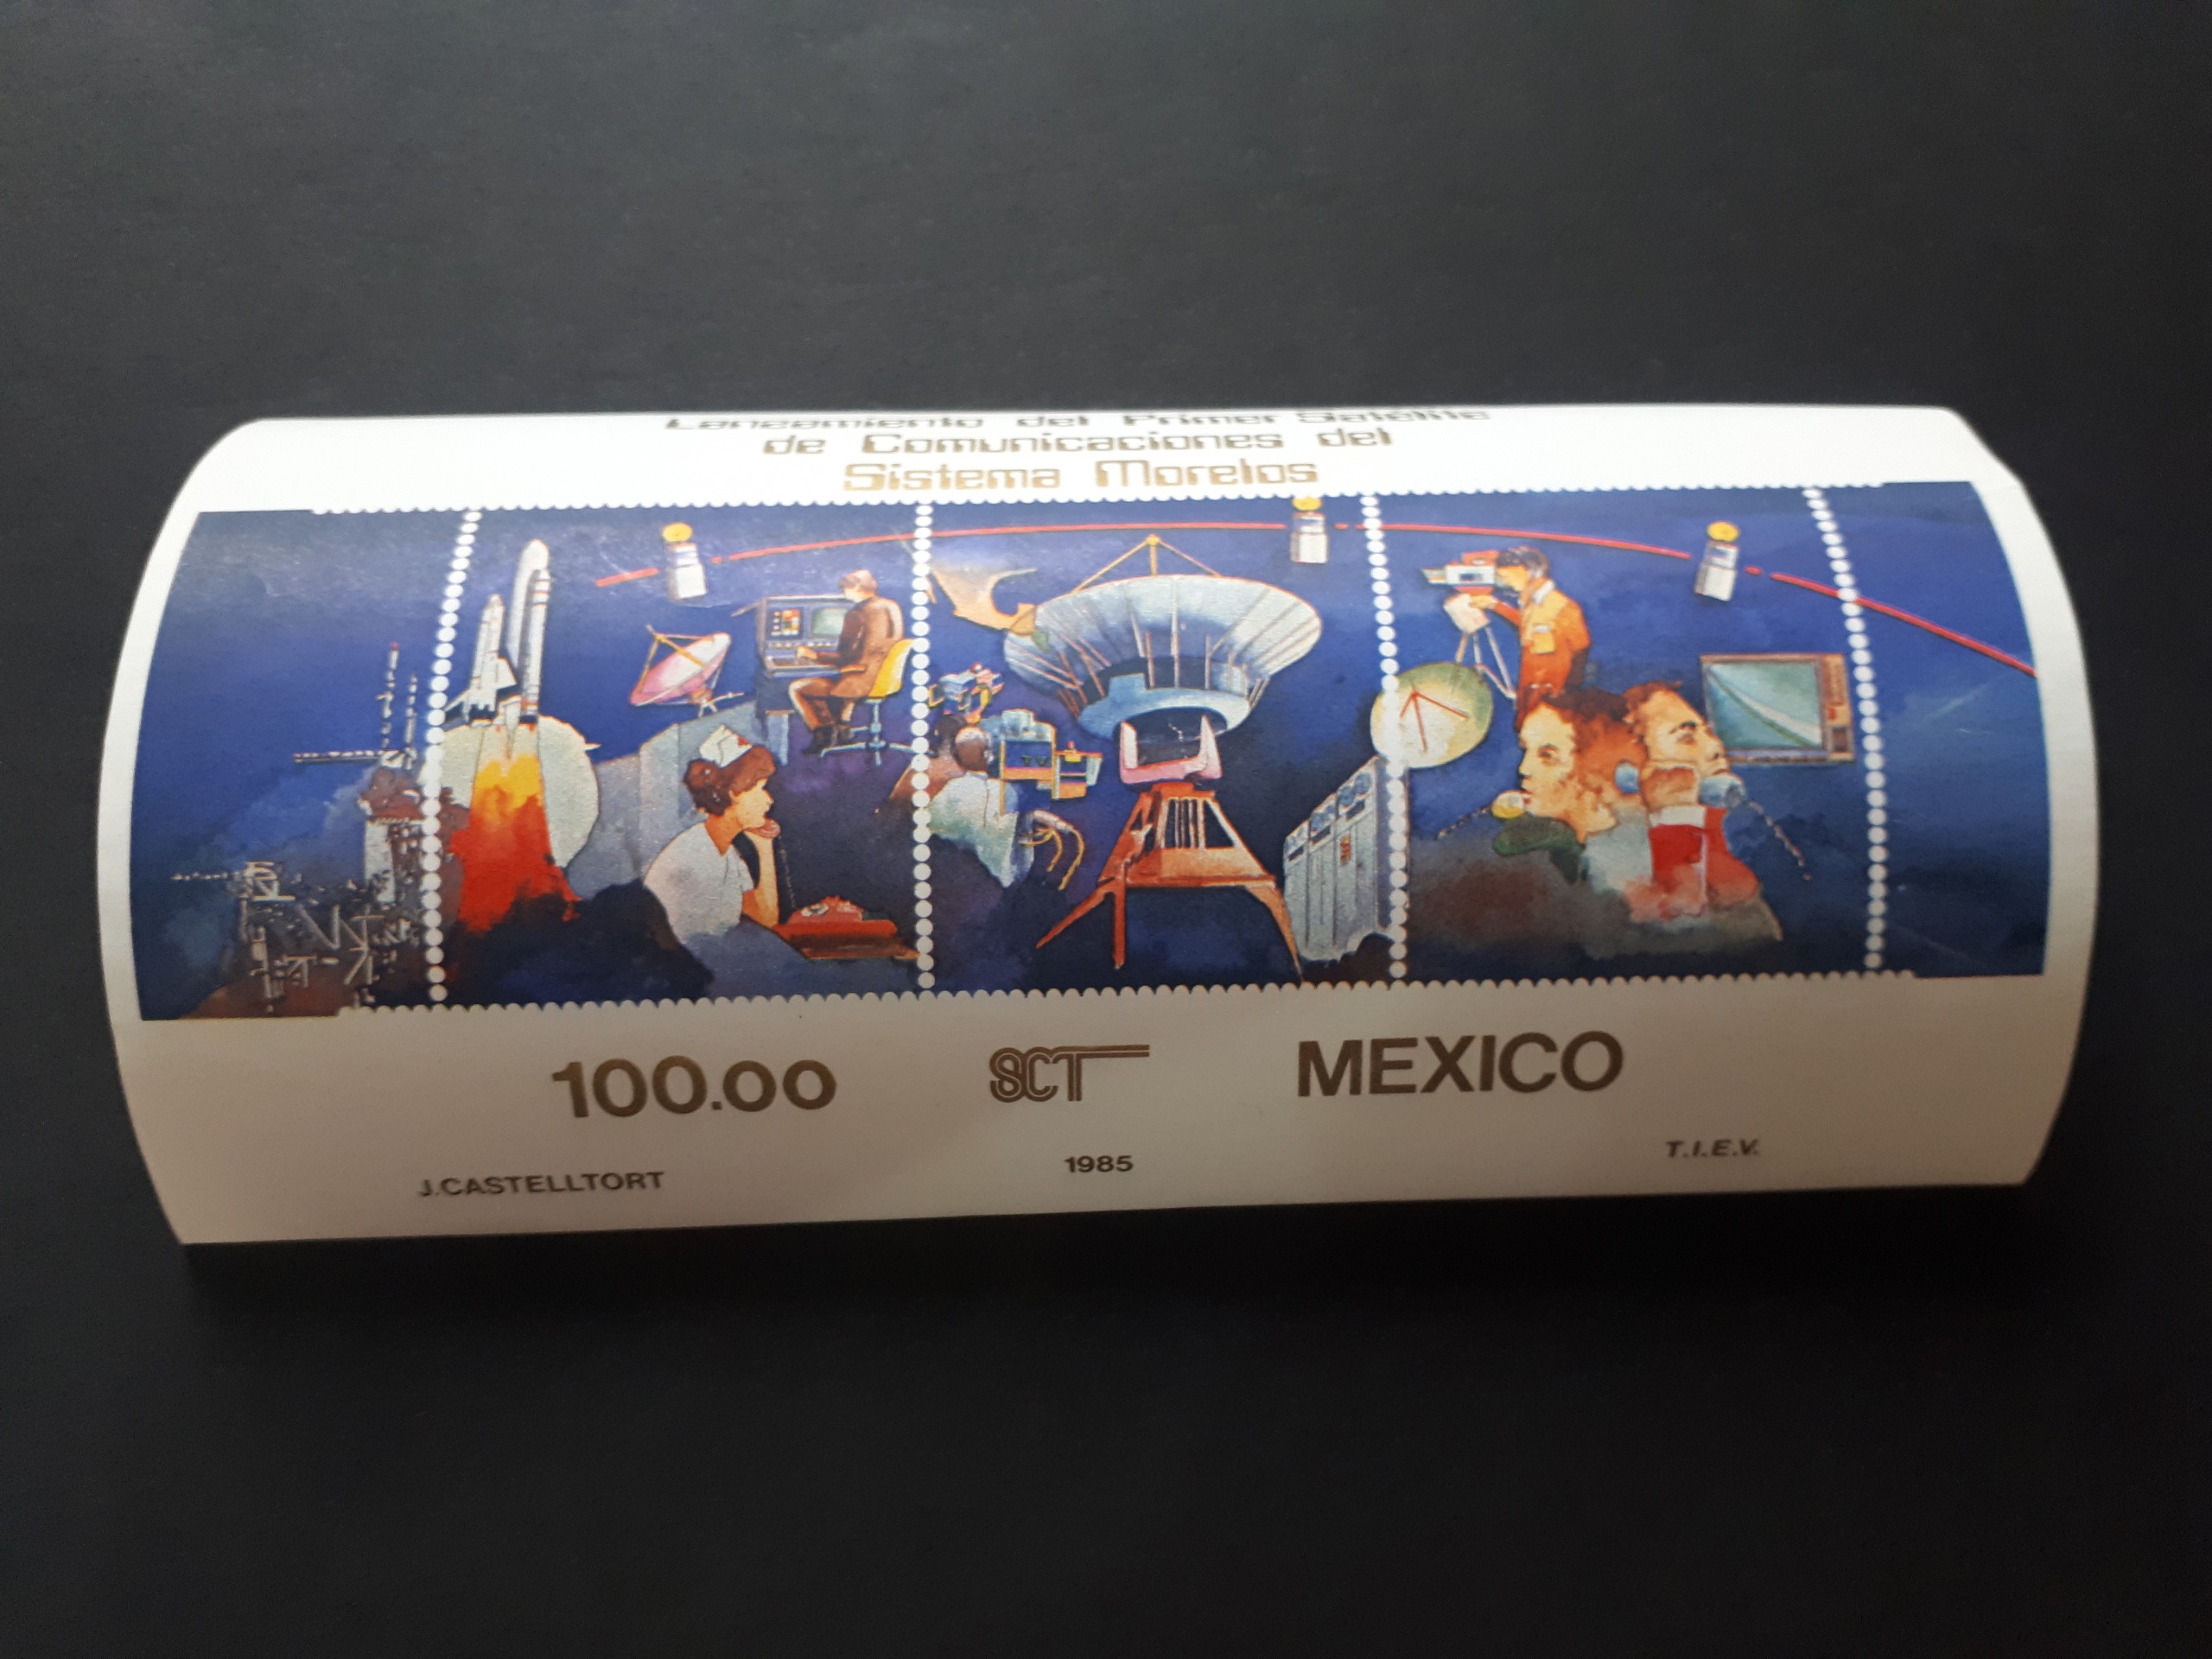 Lanzamiento del Primer Satélite
de Comunicaciones del
Sistema Morelos
100.00 SCT MEXICO
1985
J.CASTELLTORT T.I.E.V.